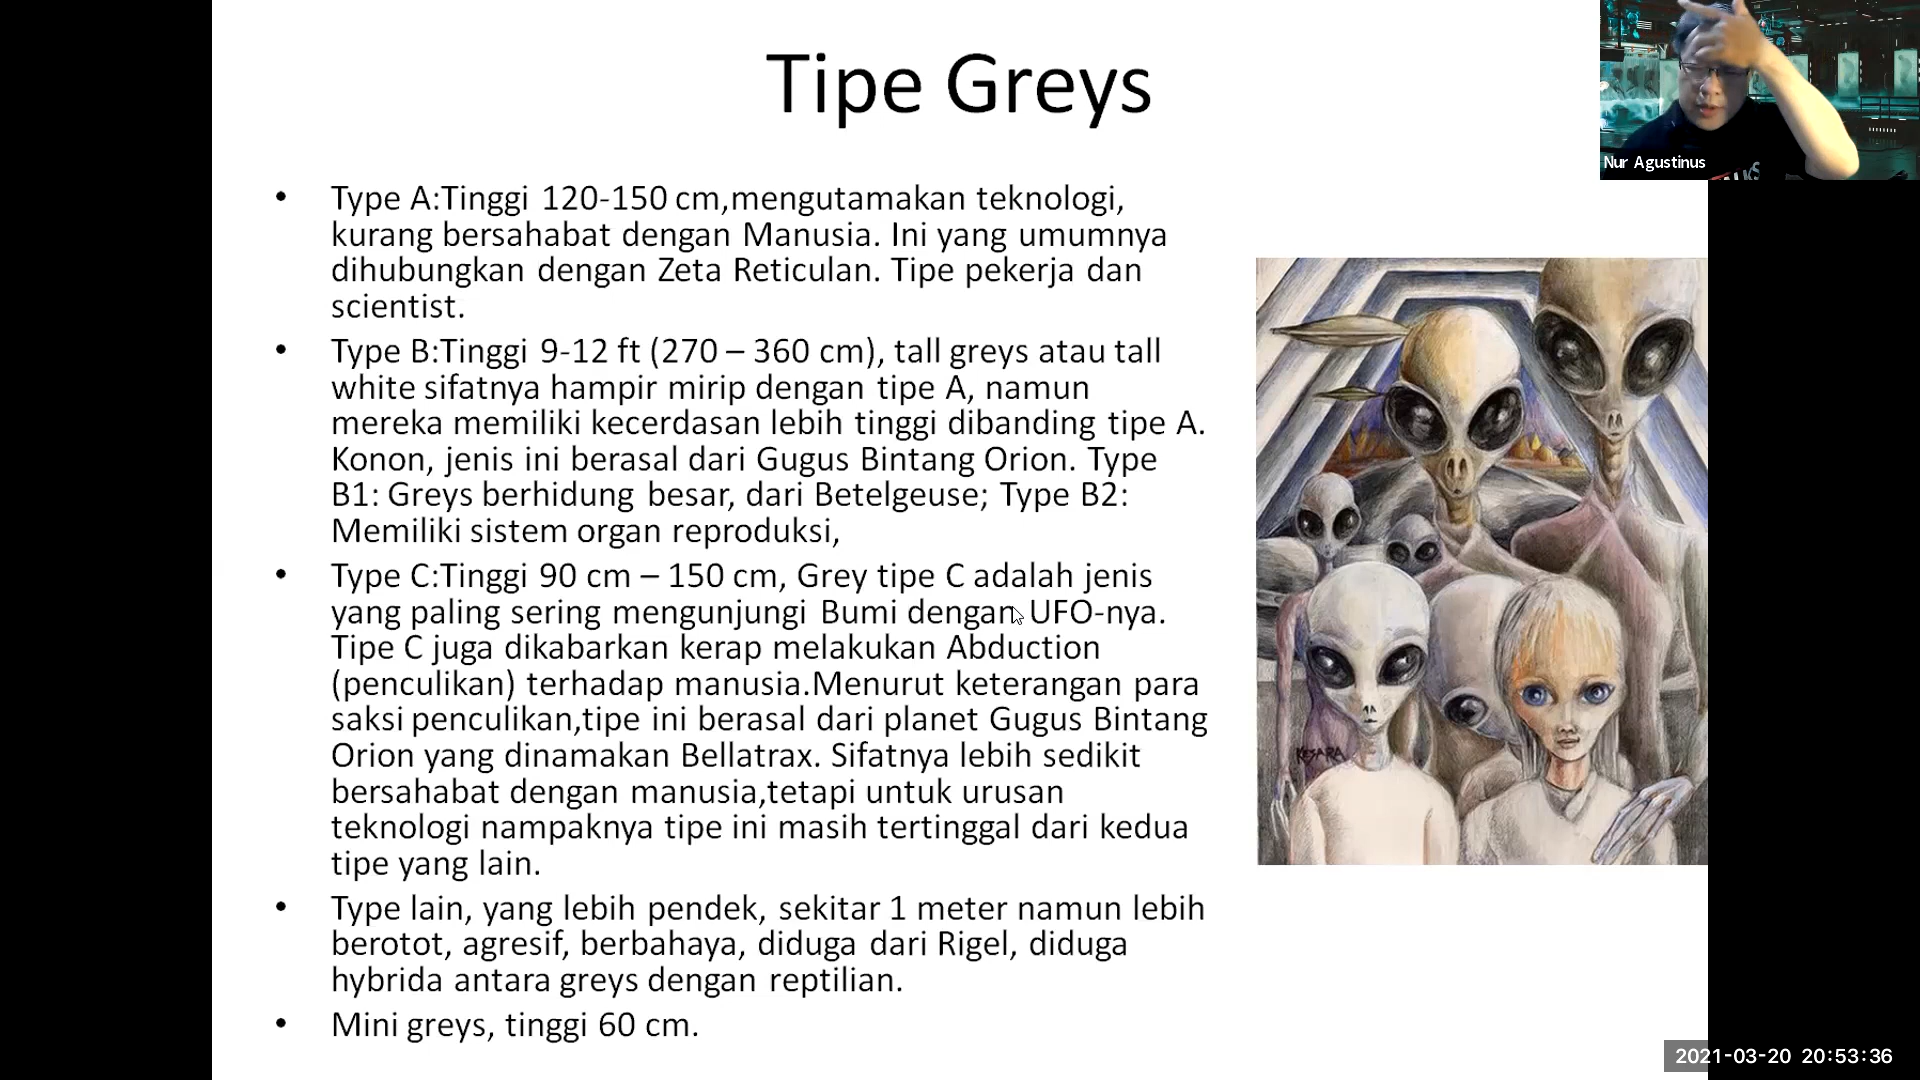 Tipe Greys
Nur Agustinus
• Type A:Tinggi 120-150 cm,mengutamakan teknologi,
kurang bersahabat dengan Manusia. Ini yang umumnya
dihubungkan dengan Zeta Reticulan. Tipe pekerja dan
scientist.
• Type B:Tinggi 9-12 ft (270 – 360 cm), tall greys atau tall
white sifatnya hampir mirip dengan tipe A, namun
mereka memiliki kecerdasan lebih tinggi dibanding tipe A.
Konon, jenis ini berasal dari Gugus Bintang Orion. Type
B1: Greys berhidung besar, dari Betelgeuse; Type B2:
Memiliki sistem organ reproduksi,
• Type C:Tinggi 90 cm – 150 cm, Grey tipe C adalah jenis
yang paling sering mengunjungi Bumi dengan UFO-nya.
Tipe C juga dikabarkan kerap melakukan Abduction
(penculikan) terhadap manusia.Menurut keterangan para
saksi penculikan,tipe ini berasal dari planet Gugus Bintang
Orion yang dinamakan Bellatrax. Sifatnya lebih sedikit
bersahabat dengan manusia,tetapi untuk urusan
teknologi nampaknya tipe ini masih tertinggal dari kedua
tipe yang lain.
• Type lain, yang lebih pendek, sekitar 1 meter namun lebih
berotot, agresif, berbahaya, diduga dari Rigel, diduga
hybrida antara greys dengan reptilian.
• Mini greys, tinggi 60 cm.
KESARA
2021-03-20 20:53:36